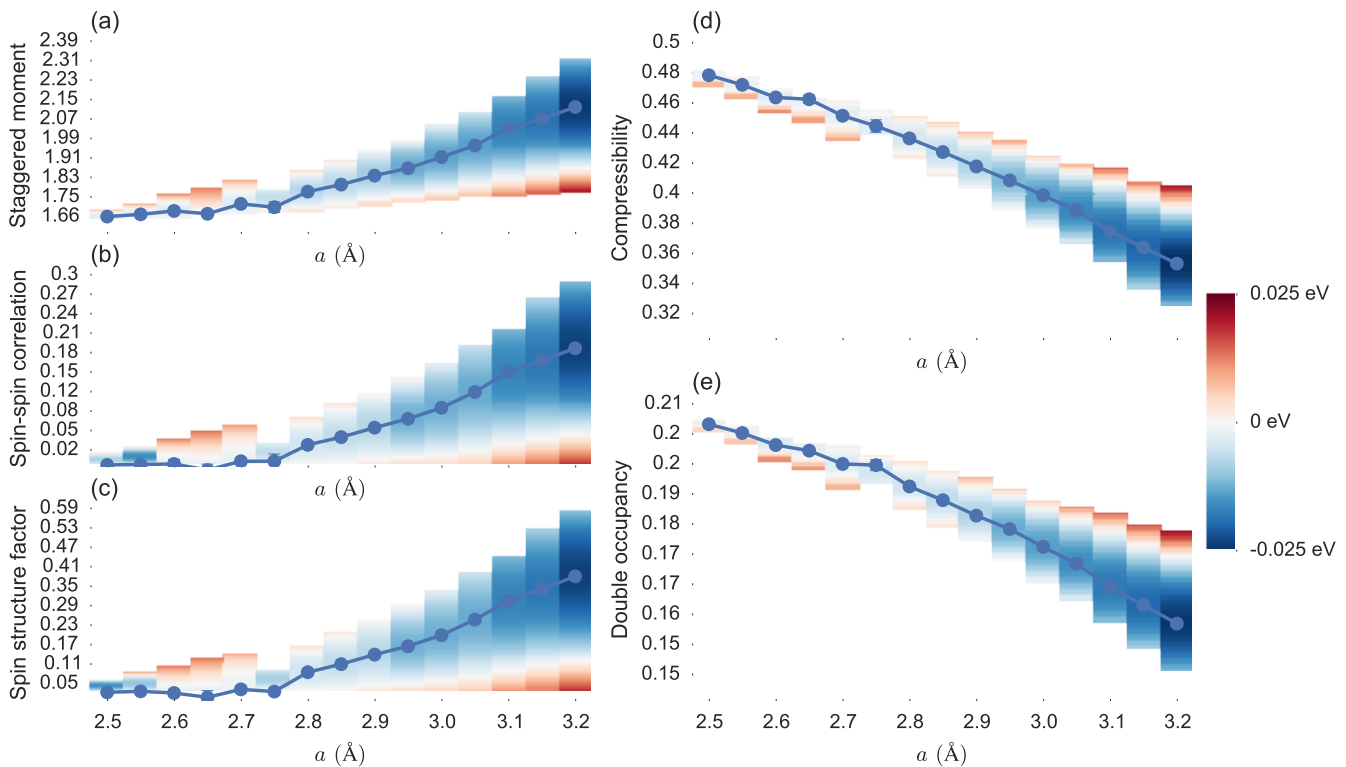 (a)
Staggered moment
2.39
2.31
2.23
2.15
2.07
1.99
1.91
1.83
1.75
1.66
a (Å)
(b)
Spin-spin correlation
0.3
0.27
0.24
0.21
0.18
0.15
0.12
0.08
0.05
0.02
a (Å)
(c)
Spin structure factor
0.59
0.53
0.47
0.41
0.35
0.29
0.23
0.17
0.11
0.05
2.5 2.6 2.7 2.8 2.9 3.0 3.1 3.2
a (Å)
(d)
Compressibility
0.5
0.48
0.46
0.44
0.42
0.4
0.38
0.36
0.34
0.32
a (Å)
(e)
Double occupancy
0.21
0.2
0.2
0.19
0.18
0.17
0.17
0.16
0.15
0.15
2.5 2.6 2.7 2.8 2.9 3.0 3.1 3.2
a (Å)
0.025 eV
0 eV
-0.025 eV